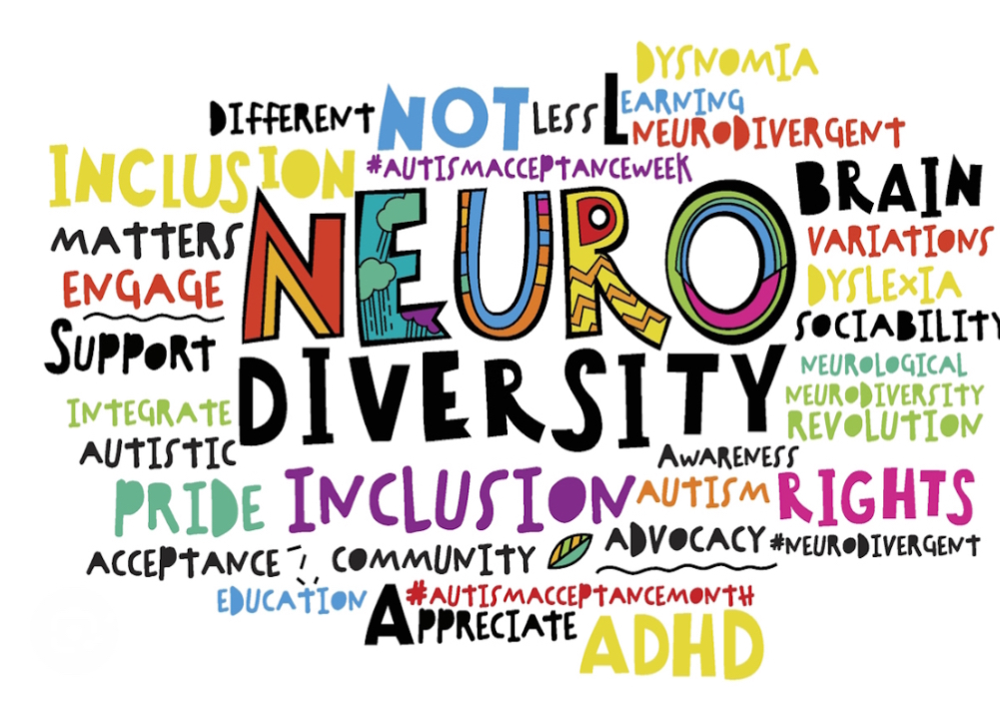 DYSNOMIA
DIFFERENT NOT LESS LEARNING
NEURODIVERGENT
#AUTISMACCEPTANCEWEEK
INCLUSION
MATTERS
ENGAGE
SUPPORT
INTEGRATE
AUTISTIC
NEURO
DIVERSITY
BRAIN
VARIATIONS
DYSLEXIA
SOCIABILITY
NEUROLOGICAL
NEURODIVERSITY
REVOLUTION
AWARENESS
PRIDE INCLUSION AUTISM RIGHTS
ACCEPTANCE COMMUNITY ADVOCACY #NEURODIVERGENT
EDUCATION #AUTISMACCEPTANCEMONTH
APPRECIATE ADHD